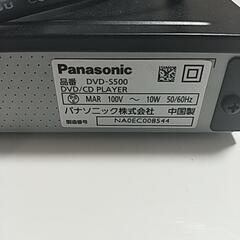 Panasonic
品番 DVD-S500
DVD/CD PLAYER
MAR 100V ～ 10W 50/60Hz
パナソニック株式会社 中国製
製造番号 NA0EC008544